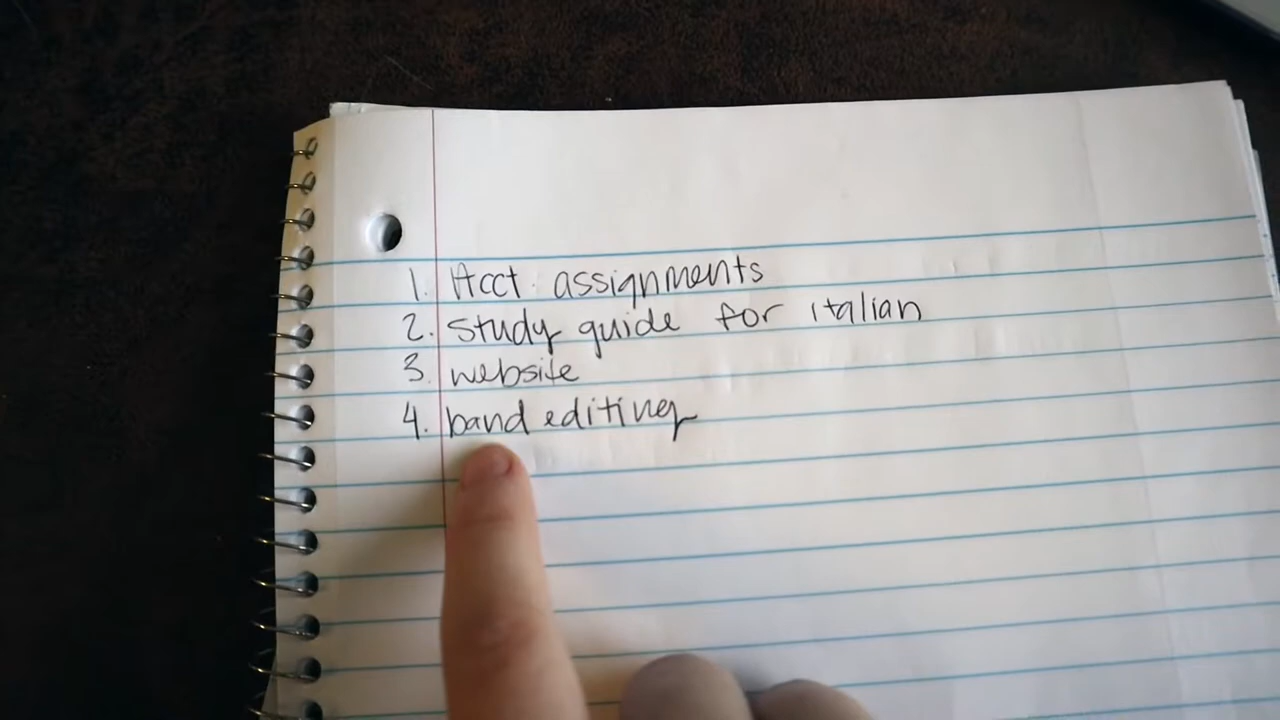 1. Acct. assignments
2. study guide for italian
3. website
4. band editing